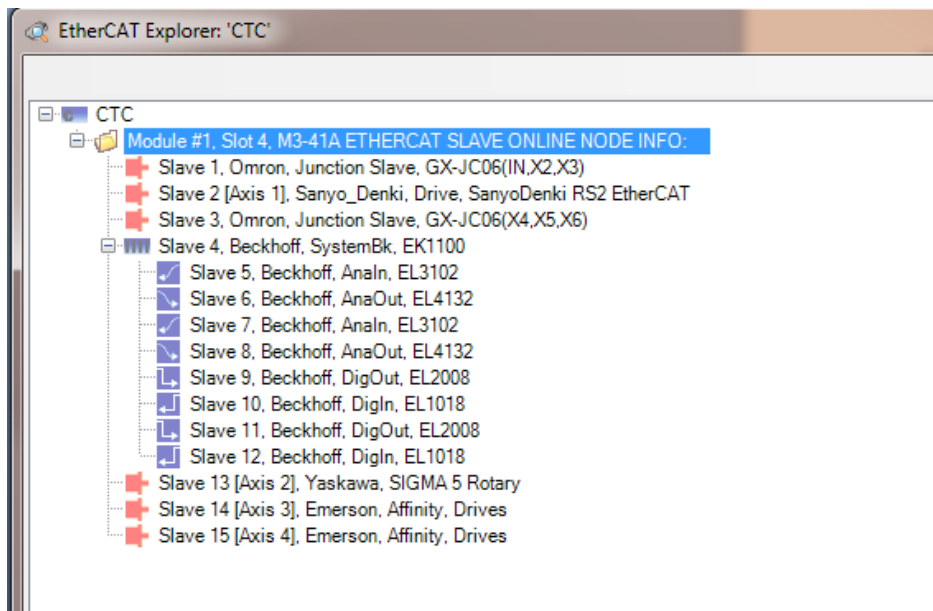 EtherCAT Explorer: 'CTC'
CTC
Module #1, Slot 4, M3-41A ETHERCAT SLAVE ONLINE NODE INFO:
Slave 1, Omron, Junction Slave, GX-JC06(IN,X2,X3)
Slave 2 [Axis 1], Sanyo_Denki, Drive, SanyoDenki RS2 EtherCAT
Slave 3, Omron, Junction Slave, GX-JC06(X4,X5,X6)
Slave 4, Beckhoff, SystemBk, EK1100
Slave 5, Beckhoff, AnaIn, EL3102
Slave 6, Beckhoff, AnaOut, EL4132
Slave 7, Beckhoff, AnaIn, EL3102
Slave 8, Beckhoff, AnaOut, EL4132
Slave 9, Beckhoff, DigOut, EL2008
Slave 10, Beckhoff, DigIn, EL1018
Slave 11, Beckhoff, DigOut, EL2008
Slave 12, Beckhoff, DigIn, EL1018
Slave 13 [Axis 2], Yaskawa, SIGMA 5 Rotary
Slave 14 [Axis 3], Emerson, Affinity, Drives
Slave 15 [Axis 4], Emerson, Affinity, Drives